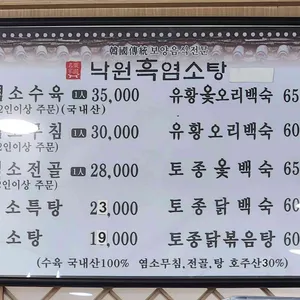 韓國傳統 보양음식전문
낙원흑염소탕
염소수육 1人 35,000 유황옻오리백숙 65
2인이상 주문)(국내산)
무침 1人 30,000 유황오리백숙 60
2인이상 주문)
소전골 1人 28,000 토종옻백숙 65
2인이상 주문)
소특탕 23,000 토종닭백숙 60
소탕 19,000 토종닭볶음탕 60
(수육 국내산100% 염소무침,전골,탕 호주산30%